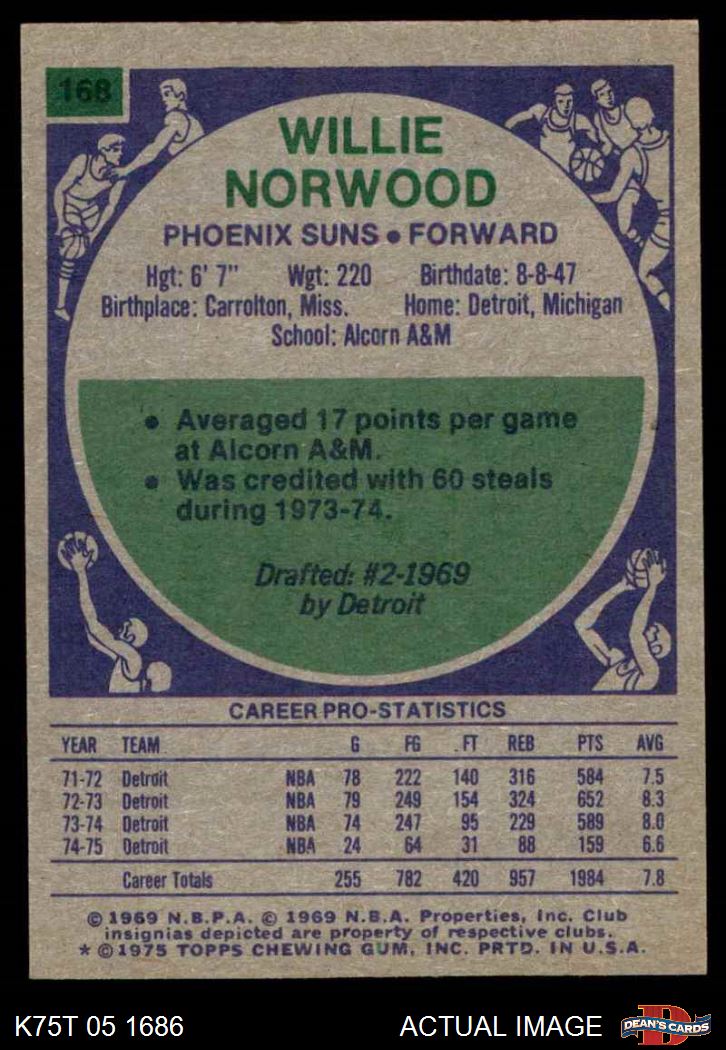 168
WILLIE
NORWOOD
PHOENIX SUNS • FORWARD
Hgt: 6' 7" Wgt: 220 Birthdate: 8-8-47
Birthplace: Carrolton, Miss. Home: Detroit, Michigan
School: Alcorn A&M
• Averaged 17 points per game
at Alcorn A&M.
• Was credited with 60 steals
during 1973-74.
Drafted: #2-1969
by Detroit
CAREER PRO-STATISTICS
YEAR TEAM G FG FT REB PTS AVG
71-72 Detroit NBA 78 222 140 316 584 7.5
72-73 Detroit NBA 79 249 154 324 652 8.3
73-74 Detroit NBA 74 247 95 229 589 8.0
74-75 Detroit NBA 24 64 31 88 159 6.6
Career Totals 255 782 420 957 1984 7.8
© 1969 N.B.P.A. © 1969 N.B.A. Properties, Inc. Club
insignias depicted are property of respective clubs.
* © 1975 TOPPS CHEWING GUM, INC. PRTD. IN U.S.A.
K75T 05 1686 ACTUAL IMAGE D DEAN'S CARDS